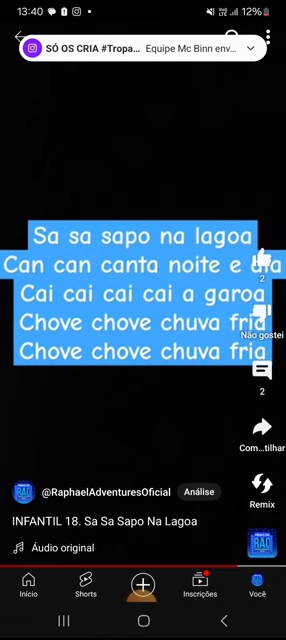 13:40
12%
SÓ OS CRIA #Tropa... Equipe Mc Binn env...
Sa sa sapo na lagoa
Can can canta noite e dia
Cai cai cai cai a garoa
Chove chove chuva fria
Chove chove chuva fria
2
Não gostei
2
Com...tilhar
Remix
@RaphaelAdventuresOficial Análise
INFANTIL 18. Sa Sa Sapo Na Lagoa
Áudio original
Início Shorts Inscrições Você